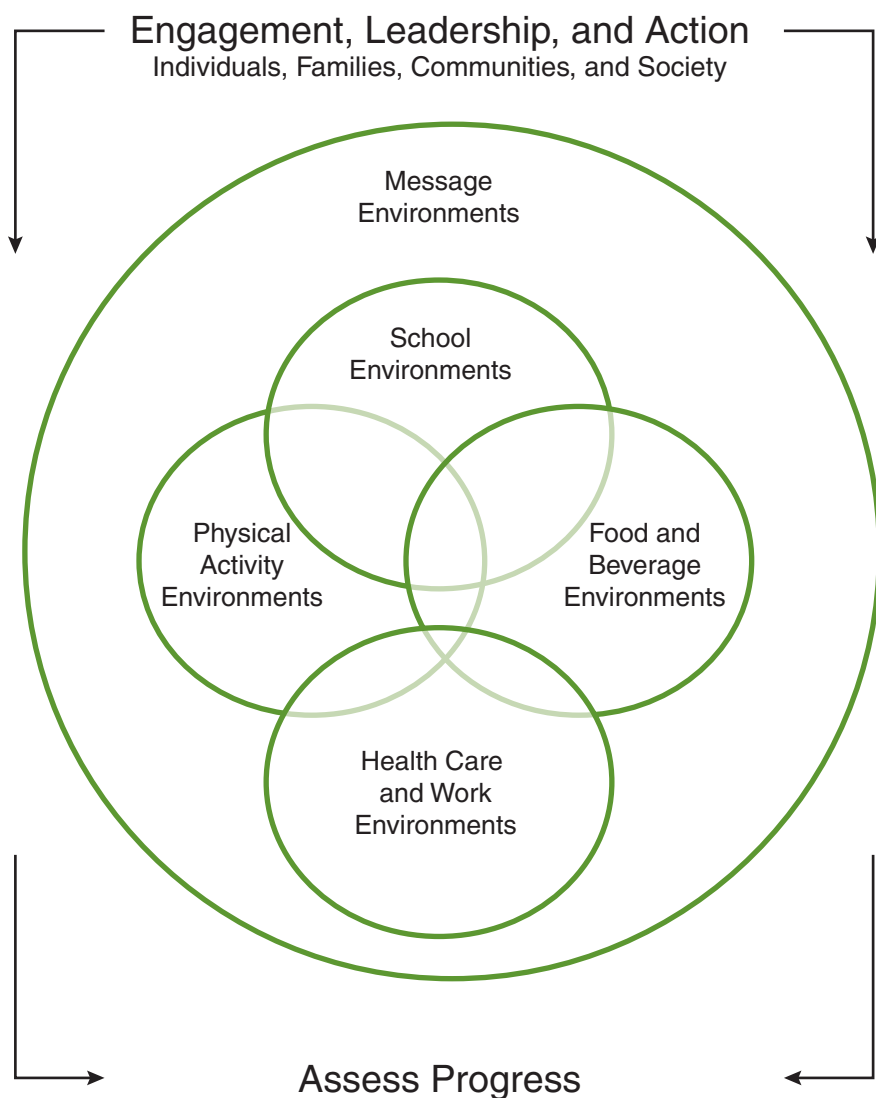 Engagement, Leadership, and Action
Individuals, Families, Communities, and Society
Message
Environments
School
Environments
Physical
Activity
Environments
Food and
Beverage
Environments
Health Care
and Work
Environments
Assess Progress